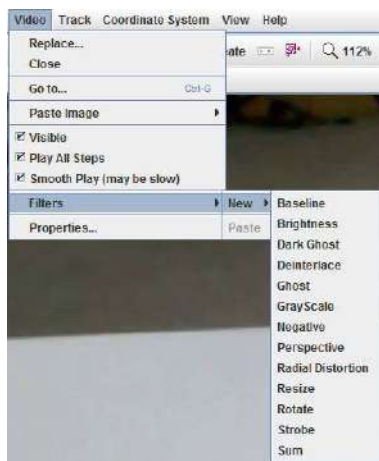 Video Track Coordinate System View Help
Replace...
ate 112%
Close
Go to... Ctrl-G
Paste Image
Visible
Play All Steps
Smooth Play (may be slow)
Filters New Baseline
Properties... Paste Brightness
Dark Ghost
Deinterlace
Ghost
GrayScale
Negative
Perspective
Radial Distortion
Resize
Rotate
Strobe
Sum